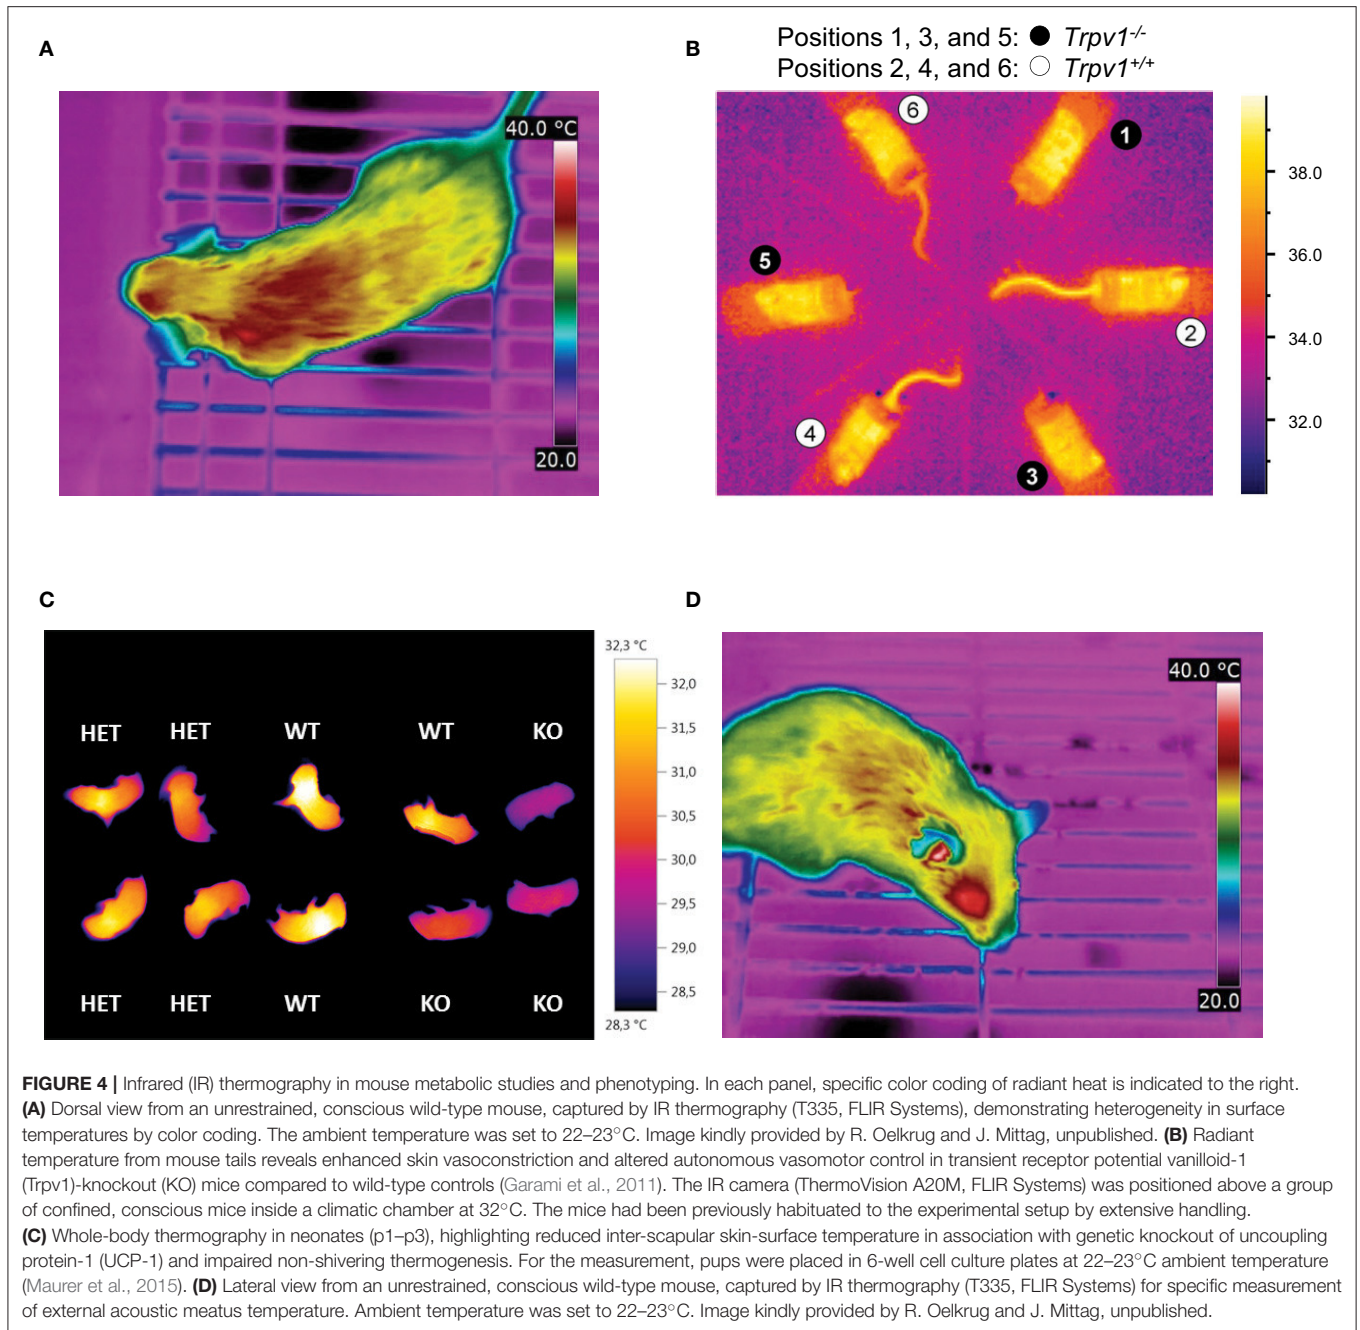 A
B
Positions 1, 3, and 5: ● Trpv1-/-
Positions 2, 4, and 6: ○ Trpv1+/+
40.0 °C
20.0
6
1
5
2
4
3
38.0
36.0
34.0
32.0
C
D
32,3 °C
32,0
31,5
31,0
30,5
30,0
29,5
29,0
28,5
28,3 °C
HET HET WT WT KO
HET HET WT KO KO
40.0 °C
20.0
FIGURE 4 | Infrared (IR) thermography in mouse metabolic studies and phenotyping. In each panel, specific color coding of radiant heat is indicated to the right.
(A) Dorsal view from an unrestrained, conscious wild-type mouse, captured by IR thermography (T335, FLIR Systems), demonstrating heterogeneity in surface
temperatures by color coding. The ambient temperature was set to 22–23°C. Image kindly provided by R. Oelkrug and J. Mittag, unpublished. (B) Radiant
temperature from mouse tails reveals enhanced skin vasoconstriction and altered autonomous vasomotor control in transient receptor potential vanilloid-1
(Trpv1)-knockout (KO) mice compared to wild-type controls (Garami et al., 2011). The IR camera (ThermoVision A20M, FLIR Systems) was positioned above a group
of confined, conscious mice inside a climatic chamber at 32°C. The mice had been previously habituated to the experimental setup by extensive handling.
(C) Whole-body thermography in neonates (p1–p3), highlighting reduced inter-scapular skin-surface temperature in association with genetic knockout of uncoupling
protein-1 (UCP-1) and impaired non-shivering thermogenesis. For the measurement, pups were placed in 6-well cell culture plates at 22–23°C ambient temperature
(Maurer et al., 2015). (D) Lateral view from an unrestrained, conscious wild-type mouse, captured by IR thermography (T335, FLIR Systems) for specific measurement
of external acoustic meatus temperature. Ambient temperature was set to 22–23°C. Image kindly provided by R. Oelkrug and J. Mittag, unpublished.